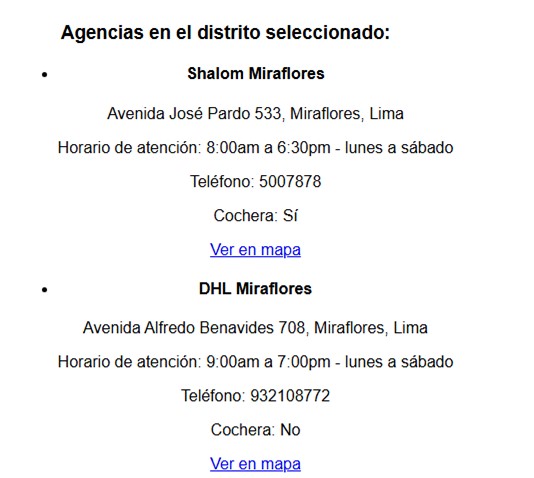 Agencias en el distrito seleccionado:
Shalom Miraflores
Avenida José Pardo 533, Miraflores, Lima
Horario de atención: 8:00am a 6:30pm - lunes a sábado
Teléfono: 5007878
Cochera: Sí
Ver en mapa
DHL Miraflores
Avenida Alfredo Benavides 708, Miraflores, Lima
Horario de atención: 9:00am a 7:00pm - lunes a sábado
Teléfono: 932108772
Cochera: No
Ver en mapa